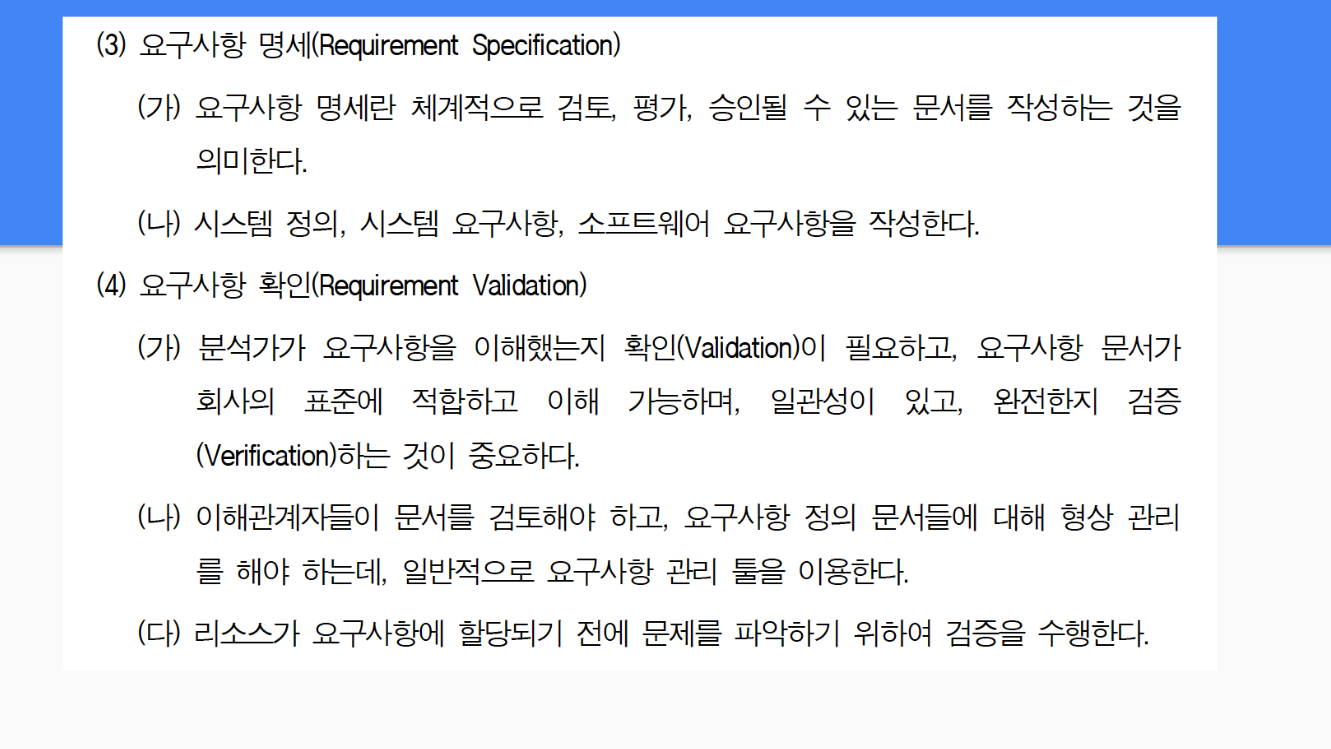 (3) 요구사항 명세(Requirement Specification)
(가) 요구사항 명세란 체계적으로 검토, 평가, 승인될 수 있는 문서를 작성하는 것을
의미한다.
(나) 시스템 정의, 시스템 요구사항, 소프트웨어 요구사항을 작성한다.
(4) 요구사항 확인(Requirement Validation)
(가) 분석가가 요구사항을 이해했는지 확인(Validation)이 필요하고, 요구사항 문서가
회사의 표준에 적합하고 이해 가능하며, 일관성이 있고, 완전한지 검증
(Verification)하는 것이 중요하다.
(나) 이해관계자들이 문서를 검토해야 하고, 요구사항 정의 문서들에 대해 형상 관리
를 해야 하는데, 일반적으로 요구사항 관리 툴을 이용한다.
(다) 리소스가 요구사항에 할당되기 전에 문제를 파악하기 위하여 검증을 수행한다.